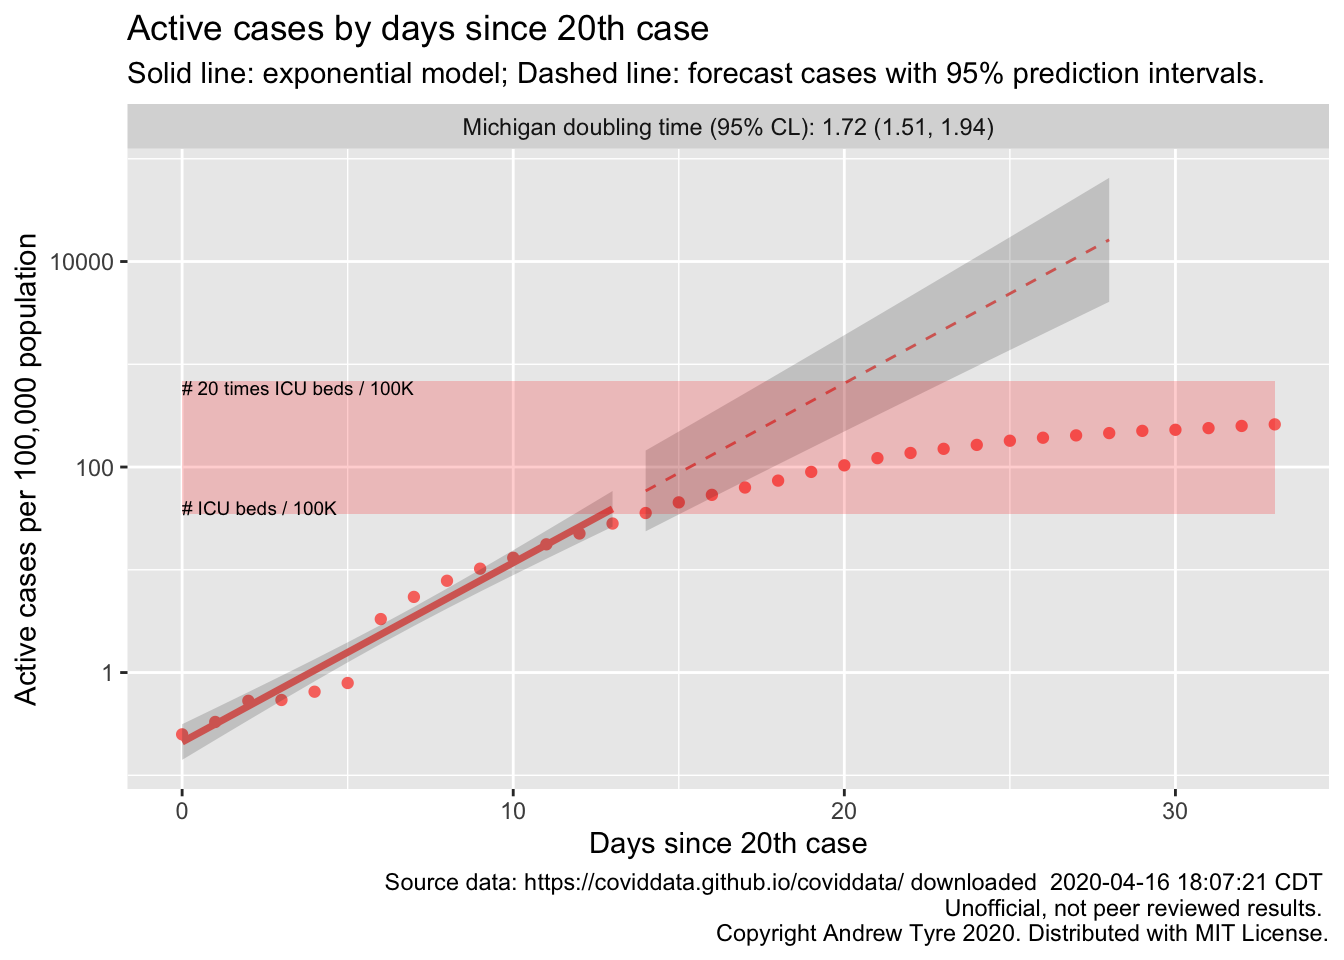 Active cases by days since 20th case
Solid line: exponential model; Dashed line: forecast cases with 95% prediction intervals.
Michigan doubling time (95% CL): 1.72 (1.51, 1.94)
Active cases per 100,000 population
10000
100
1
# 20 times ICU beds / 100K
# ICU beds / 100K
0
10
20
30
Days since 20th case
Source data: https://coviddata.github.io/coviddata/ downloaded  2020-04-16 18:07:21 CDT
Unofficial, not peer reviewed results.
Copyright Andrew Tyre 2020. Distributed with MIT License.